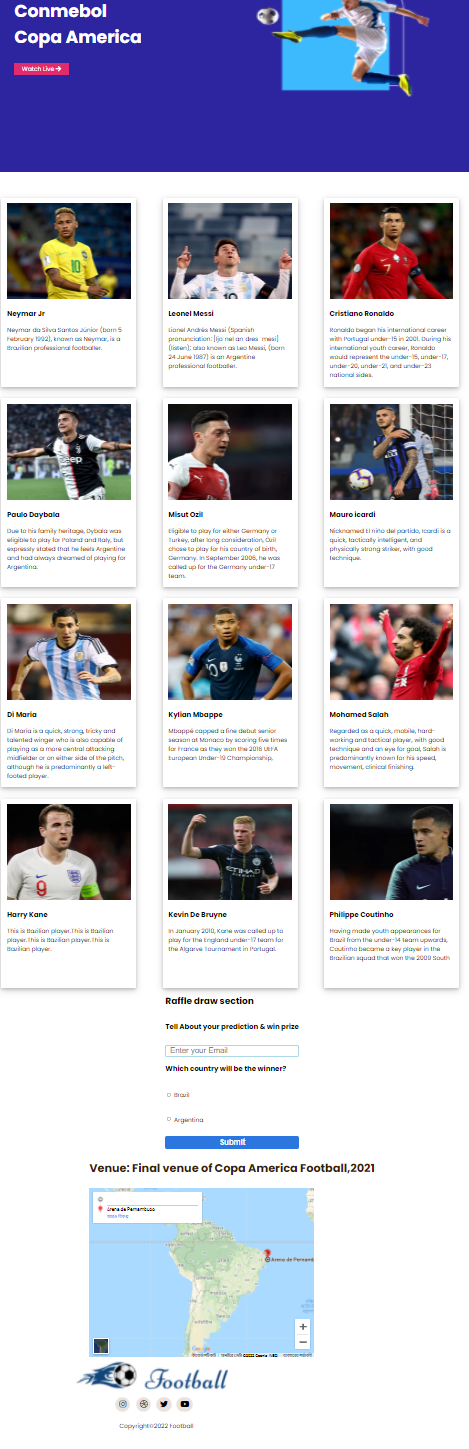 Conmebol
Copa America
Watch Live
Neymar Jr
Neymar da Silva Santos Júnior (born 5
February 1992), known as Neymar, is a
Brazilian professional footballer.
Leonel Messi
Lionel Andrés Messi (Spanish
pronunciation: [ljo nel an dres mesi]
(listen); also known as Leo Messi, (born
24 June 1987) is an Argentine
professional footballer.
Cristiano Ronaldo
Ronaldo began his international career
with Portugal under-15 in 2001. During his
international youth career, Ronaldo
would represent the under-15, under-17,
under-20, under-21, and under-23
national sides.
Paulo Daybala
Due to his family heritage, Dybala was
eligible to play for Poland and Italy, but
expressly stated that he feels Argentine
and had always dreamed of playing for
Argentina.
Misut Ozil
Eligible to play for either Germany or
Turkey, after long consideration, Ozil
chose to play for his country of birth,
Germany. In September 2006, he was
called up for the Germany under-17
team.
Mauro icardi
Nicknamed El niño del partido, Icardi is a
quick, tactically intelligent, and
physically strong striker, with good
technique.
Di Maria
Di Maria is a quick, strong, tricky and
talented winger who is also capable of
playing as a more central attacking
midfielder or on either side of the pitch,
although he is predominantly a left-
footed player.
Kylian Mbappe
Mbappé capped a fine debut senior
season at Monaco by scoring five times
for France as they won the 2016 UEFA
European Under-19 Championship,
Mohamed Salah
Regarded as a quick, mobile, hard-
working and tactical player, with good
technique and an eye for goal, Salah is
predominantly known for his speed,
movement, clinical finishing.
Harry Kane
This is Bazilian player.This is Bazilian
player.This is Bazilian player.This is
Bazilian player.
Kevin De Bruyne
In January 2010, Kane was called up to
play for the England under-17 team for
the Algarve Tournament in Portugal.
Philippe Coutinho
Having made youth appearances for
Brazil from the under-14 team upwards,
Coutinho became a key player in the
Brazilian squad that won the 2009 South
Raffle draw section
Tell About your prediction & win prize
Enter your Email
Which country will be the winner?
Brazil
Argentina
Submit
Venue: Final venue of Copa America Football,2021
Arena de Pernambuco
Arena de Pernamb
Google
Football
Copyright©2022 Football